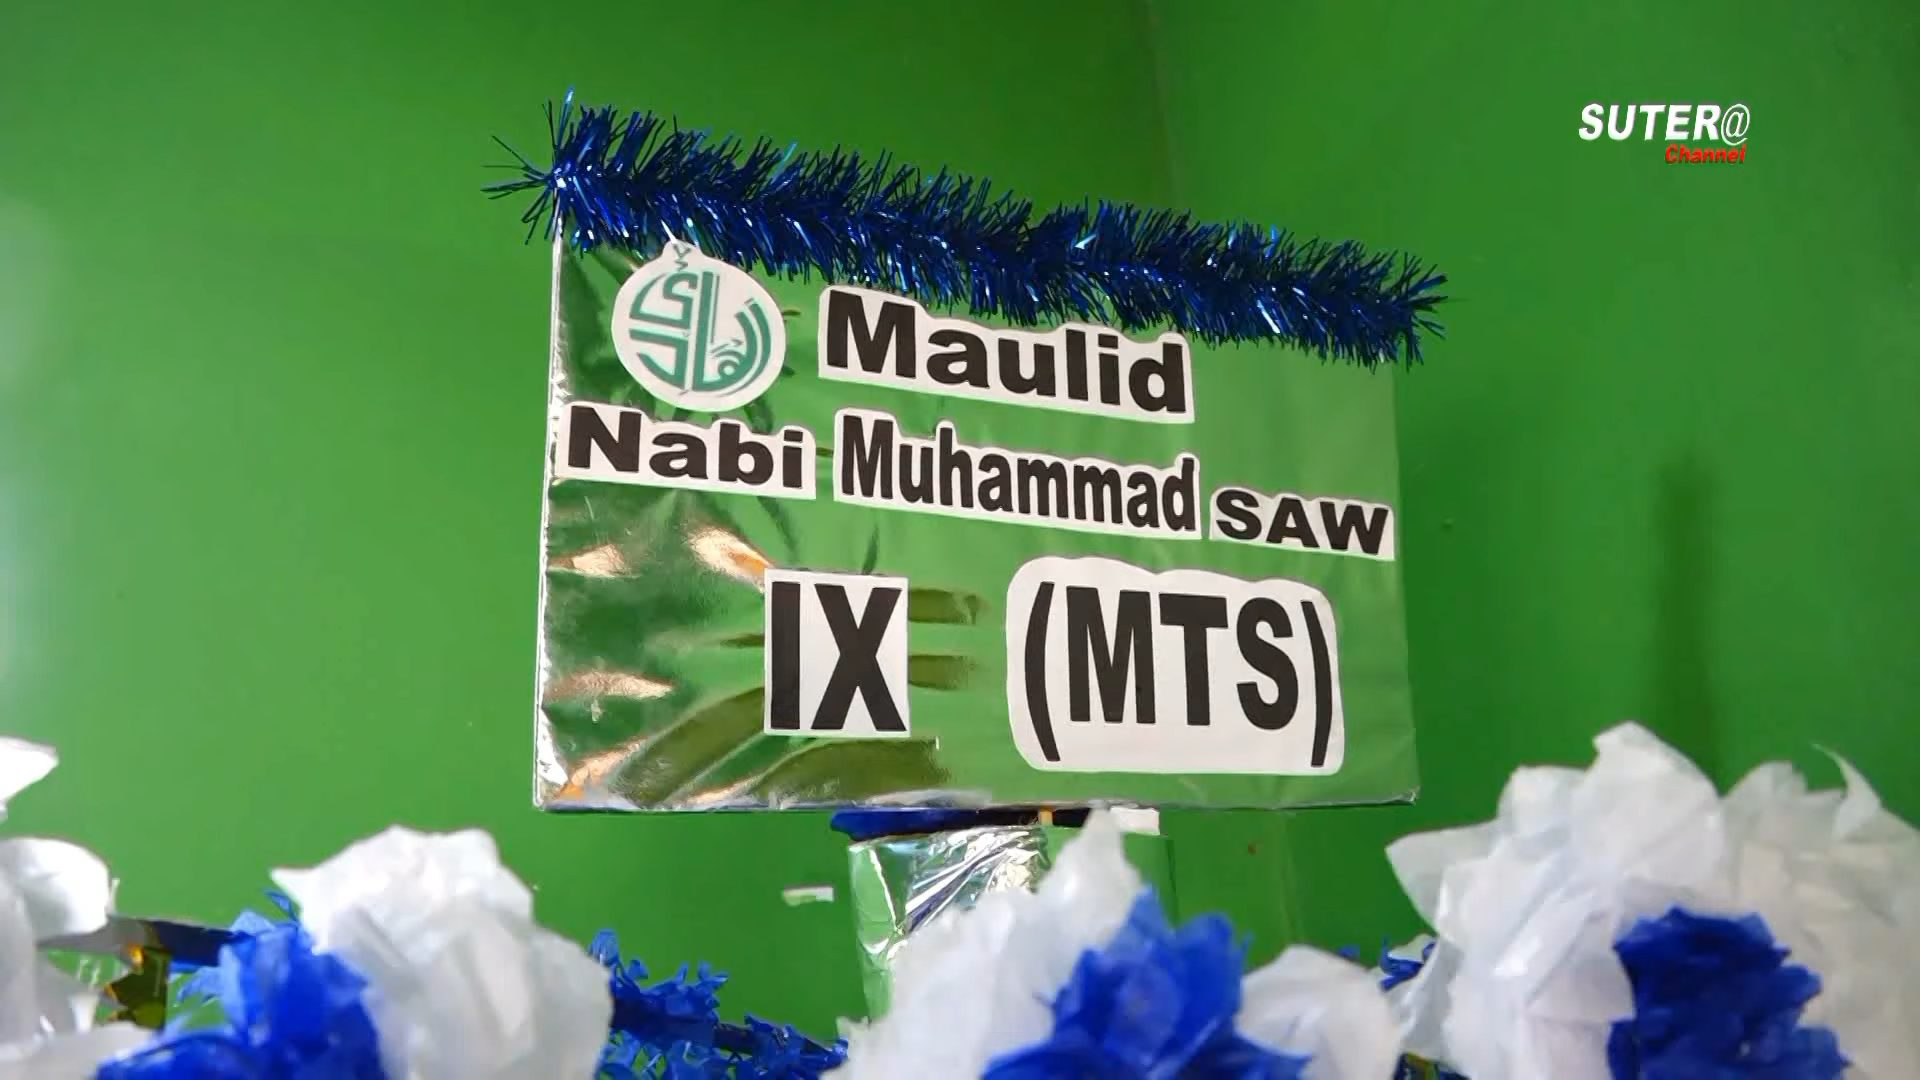 SUTER@
Channel
Maulid
Nabi Muhammad SAW
IX (MTS)